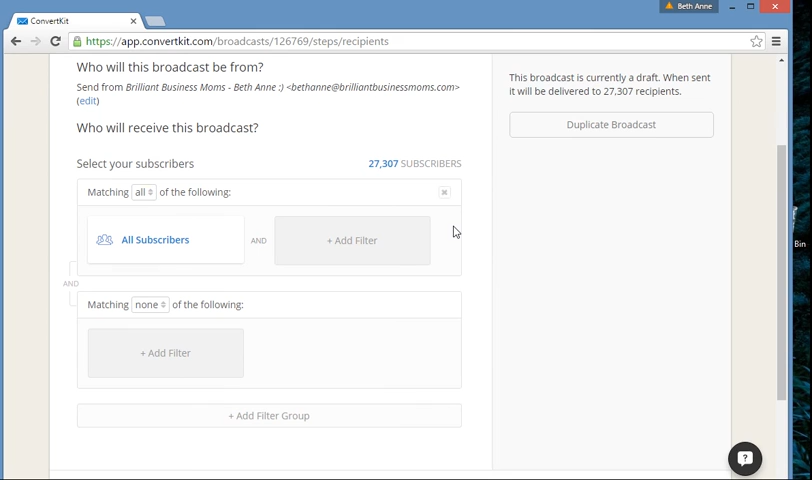 Beth Anne
ConvertKit
https://app.convertkit.com/broadcasts/126769/steps/recipients
Who will this broadcast be from?
Send from Brilliant Business Moms - Beth Anne :) <bethanne@brilliantbusinessmoms.com>
(edit)
Who will receive this broadcast?
Select your subscribers
27,307 SUBSCRIBERS
Matching all of the following:
All Subscribers
AND
+ Add Filter
AND
Matching none of the following:
+ Add Filter
+ Add Filter Group
This broadcast is currently a draft. When sent
it will be delivered to 27,307 recipients.
Duplicate Broadcast
Bin